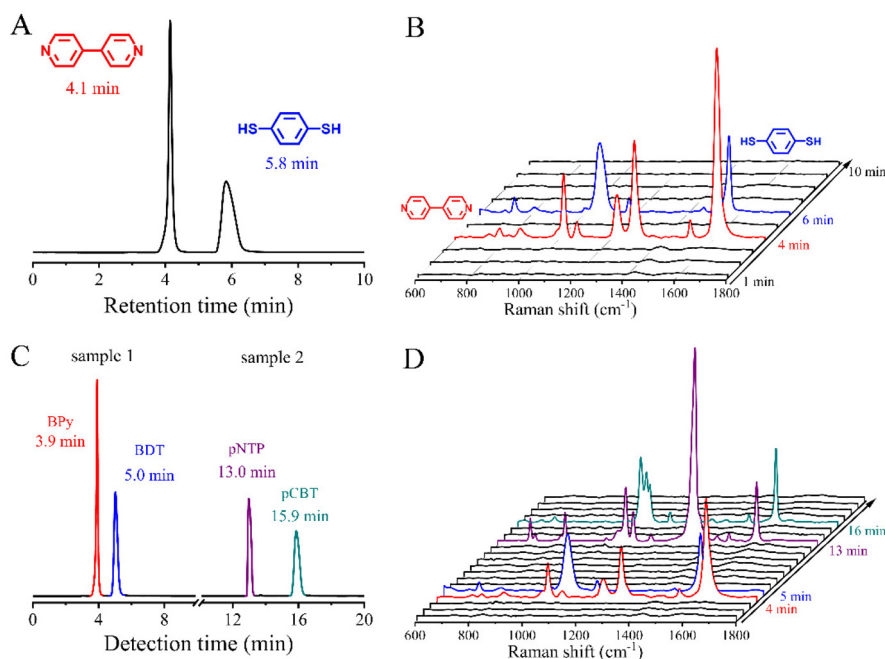 A
N
N
4.1 min
HS
SH
5.8 min
0
2
4
6
8
10
Retention time (min)
B
HS
SH
N
N
10 min
6 min
4 min
1 min
600
800
1000
1200
1400
1600
1800
Raman shift (cm⁻¹)
C
sample 1
sample 2
BPy
3.9 min
BDT
5.0 min
pNTP
13.0 min
pCBT
15.9 min
0
4
8
12
16
20
Detection time (min)
D
16 min
13 min
5 min
4 min
600
800
1000
1200
1400
1600
1800
Raman shift (cm⁻¹)